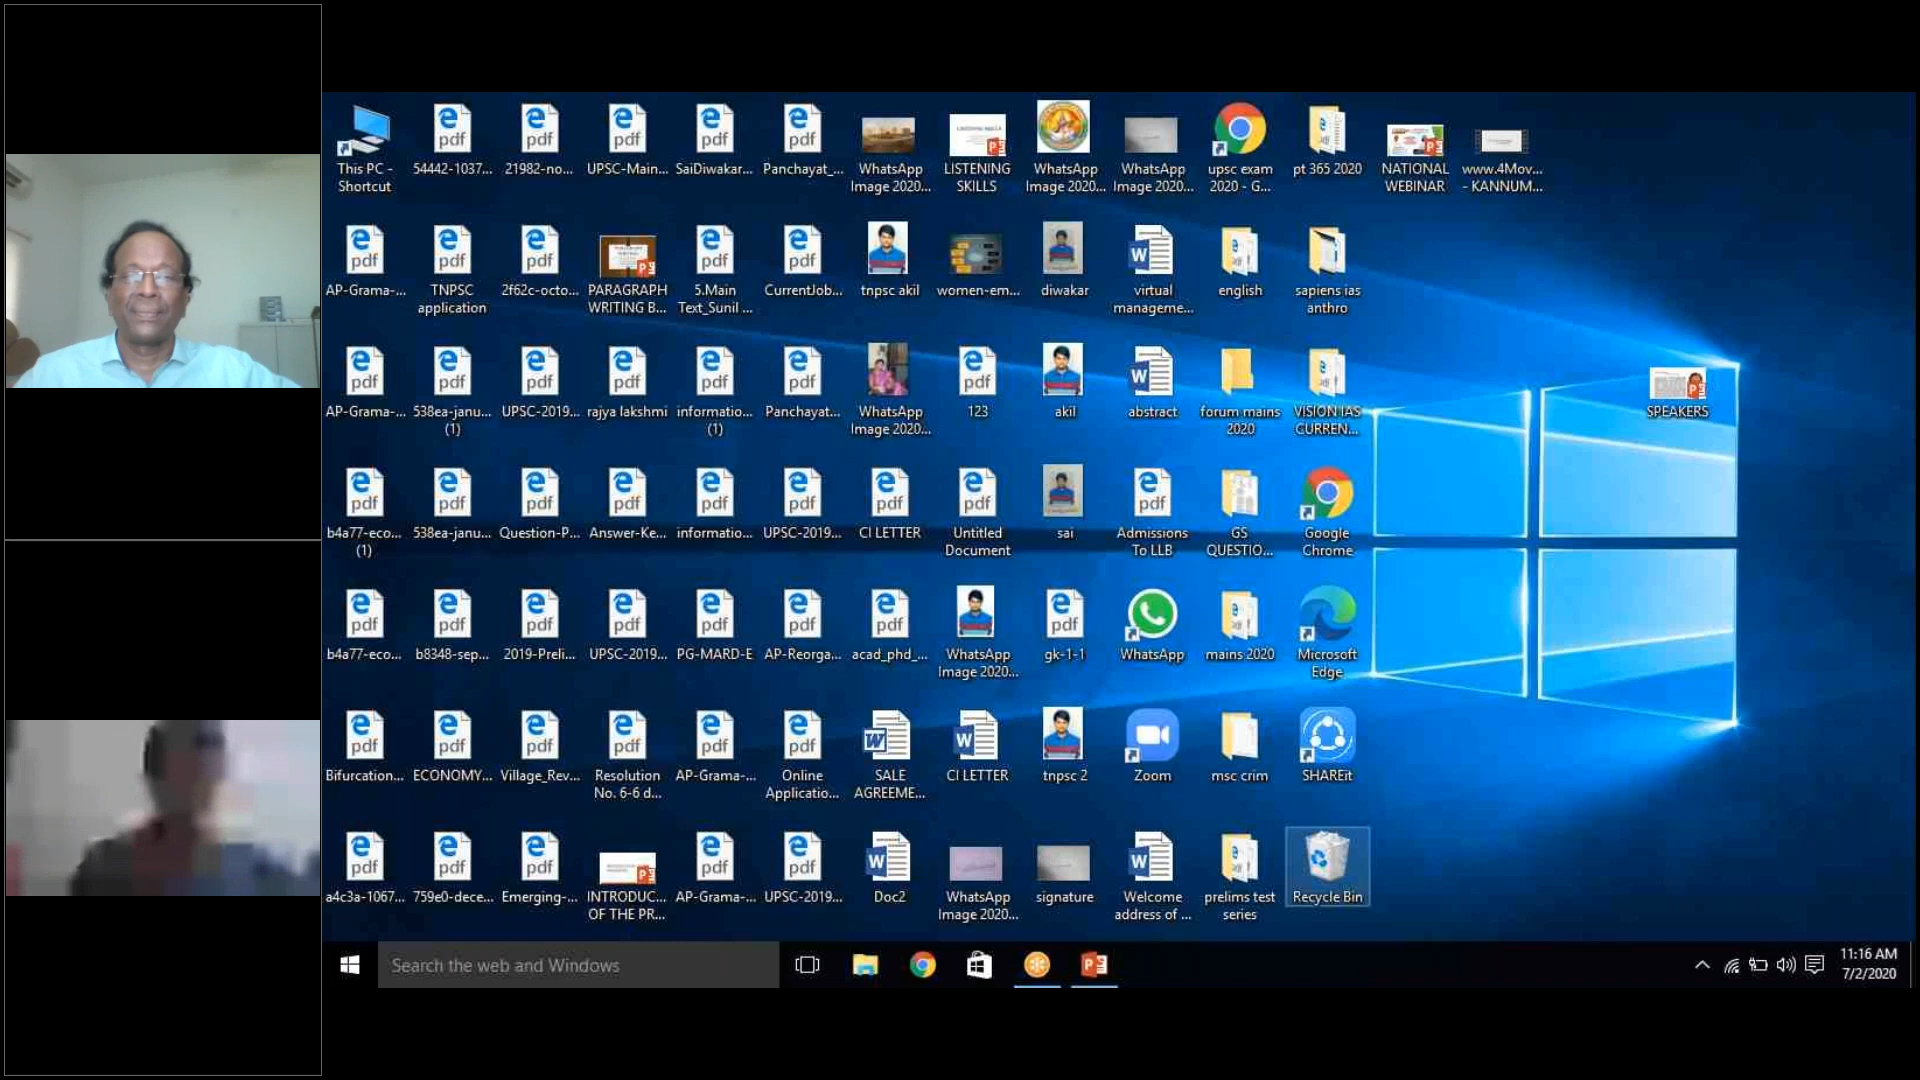 This PC -
Shortcut
54442-1037...
21982-no...
UPSC-Main...
SaiDiwakar...
Panchayat_...
WhatsApp
Image 2020...
LISTENING
SKILLS
WhatsApp
Image 2020...
WhatsApp
Image 2020...
upsc exam
2020 - G...
pt 365 2020
NATIONAL
WEBINAR
www.4Mov...
- KANNUM...
AP-Grama-...
TNPSC
application
2f62c-octo...
PARAGRAPH
WRITING B...
5.Main
Text_Sunil ...
CurrentJob...
tnpsc akil
women-em...
diwakar
virtual
manageme...
english
sapiens ias
anthro
AP-Grama-...
538ea-janu...
(1)
UPSC-2019...
rajya lakshmi
informatio...
(1)
Panchayat...
WhatsApp
Image 2020...
123
akil
abstract
forum mains
2020
VISION IAS
CURREN...
SPEAKERS
b4a77-eco...
(1)
538ea-janu...
Question-P...
Answer-Ke...
informatio...
UPSC-2019...
CI LETTER
Untitled
Document
sai
Admissions
To LLB
GS
QUESTIO...
Google
Chrome
b4a77-eco...
b8348-sep...
2019-Preli...
UPSC-2019...
PG-MARD-E
AP-Reorga...
acad_phd_...
WhatsApp
Image 2020...
gk-1-1
WhatsApp
mains 2020
Microsoft
Edge
Bifurcation...
ECONOMY...
Village_Rev...
Resolution
No. 6-6 d...
AP-Grama-...
Online
Applicatio...
SALE
AGREEME...
CI LETTER
tnpsc 2
Zoom
msc crim
SHAREit
a4c3a-1067...
759e0-dece...
Emerging-...
INTRODUC...
OF THE PR...
AP-Grama-...
UPSC-2019...
Doc2
WhatsApp
Image 2020...
signature
Welcome
address of ...
prelims test
series
Recycle Bin
Search the web and Windows
11:16 AM
7/2/2020